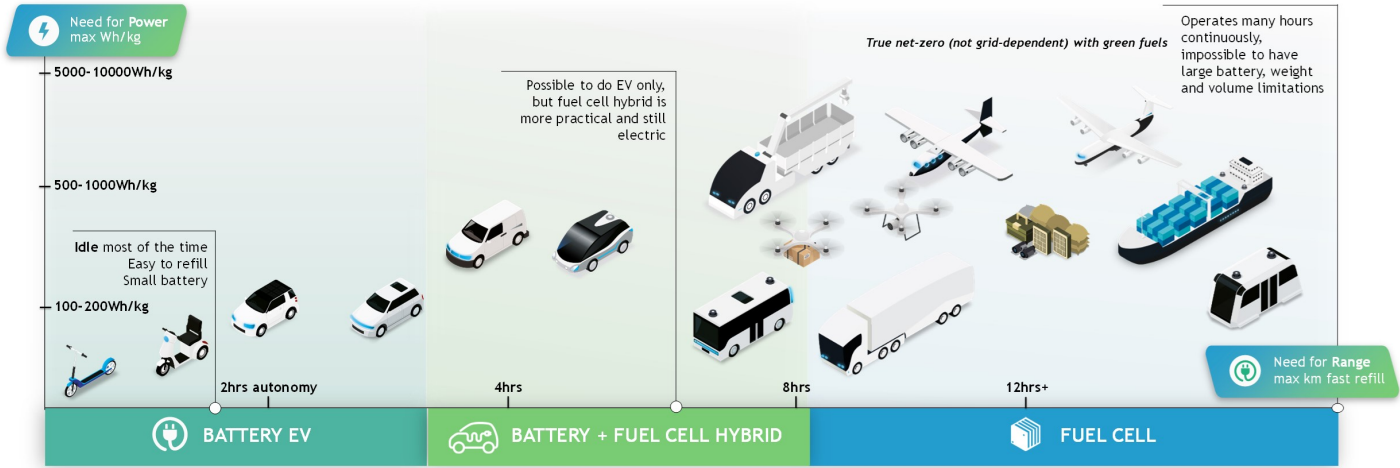 Need for Power
max Wh/kg
5000-10000Wh/kg
500-1000Wh/kg
100-200Wh/kg
Idle most of the time
Easy to refill
Small battery
Possible to do EV only,
but fuel cell hybrid is
more practical and still
electric
True net-zero (not grid-dependent) with green fuels
Operates many hours
continuously,
impossible to have
large battery, weight
and volume limitations
2hrs autonomy
4hrs
8hrs
12hrs+
Need for Range
max km fast refill
BATTERY EV
BATTERY + FUEL CELL HYBRID
FUEL CELL